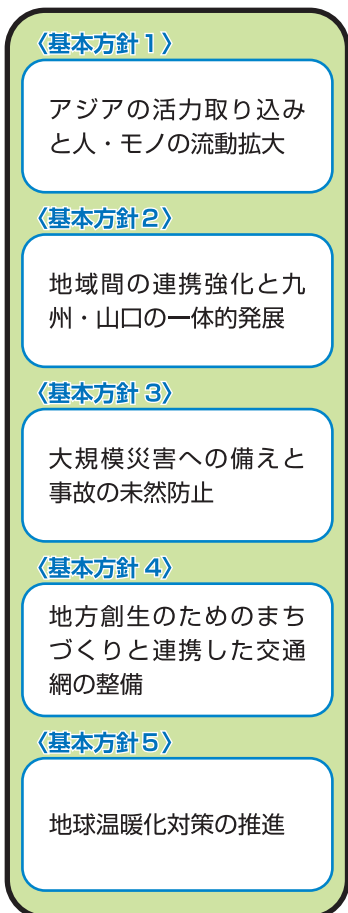 〈基本方針1〉
アジアの活力取り込み
と人・モノの流動拡大
〈基本方針2〉
地域間の連携強化と九
州・山口の一体的発展
〈基本方針 3〉
大規模災害への備えと
事故の未然防止
〈基本方針 4〉
地方創生のためのまち
づくりと連携した交通
網の整備
〈基本方針5〉
地球温暖化対策の推進